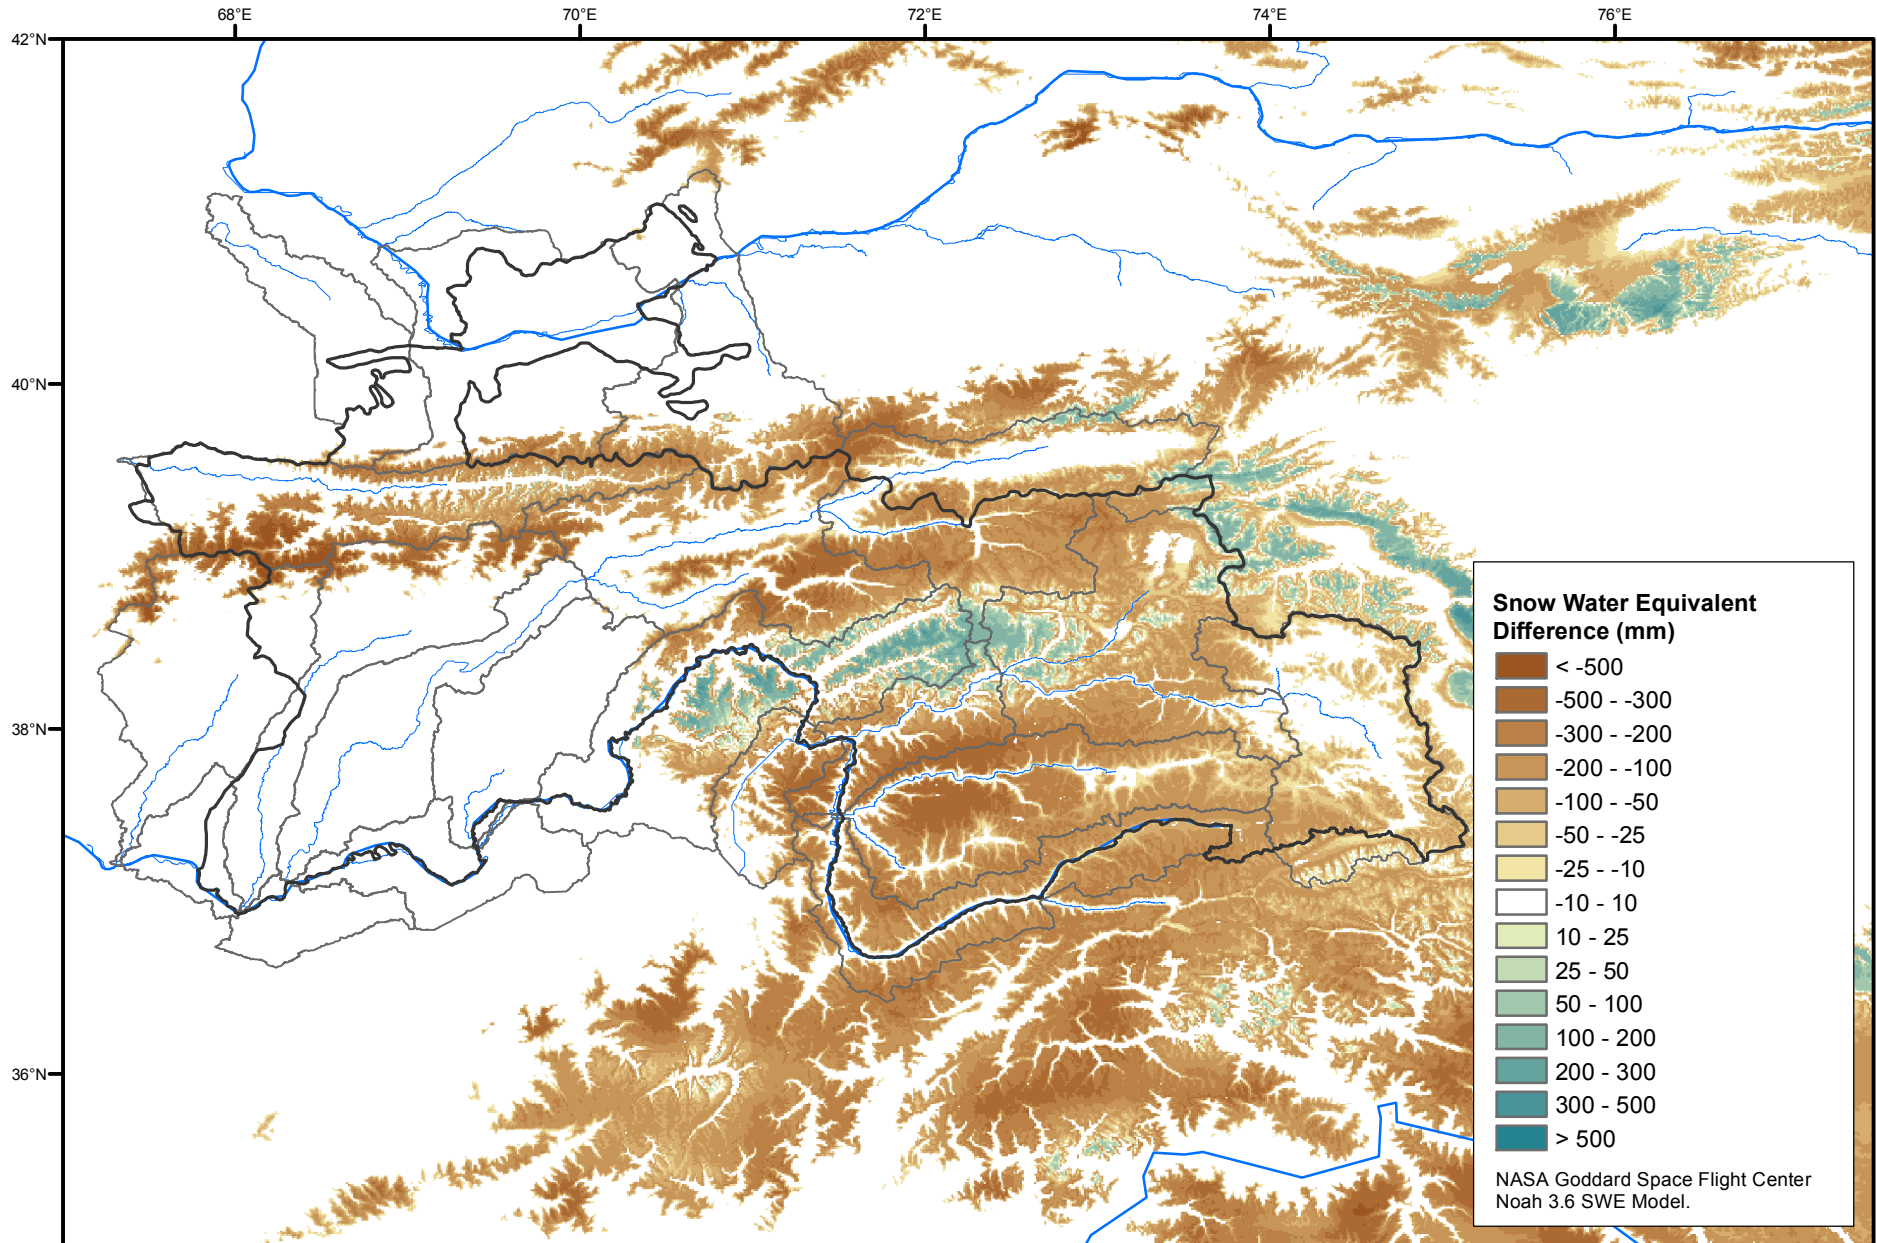 68°E
70°E
72°E
74°E
76°E
42°N
40°N
38°N
36°N
Snow Water Equivalent
Difference (mm)
< -500
-500 - -300
-300 - -200
-200 - -100
-100 - -50
-50 - -25
-25 - -10
-10 - 10
10 - 25
25 - 50
50 - 100
100 - 200
200 - 300
300 - 500
> 500
NASA Goddard Space Flight Center
Noah 3.6 SWE Model.